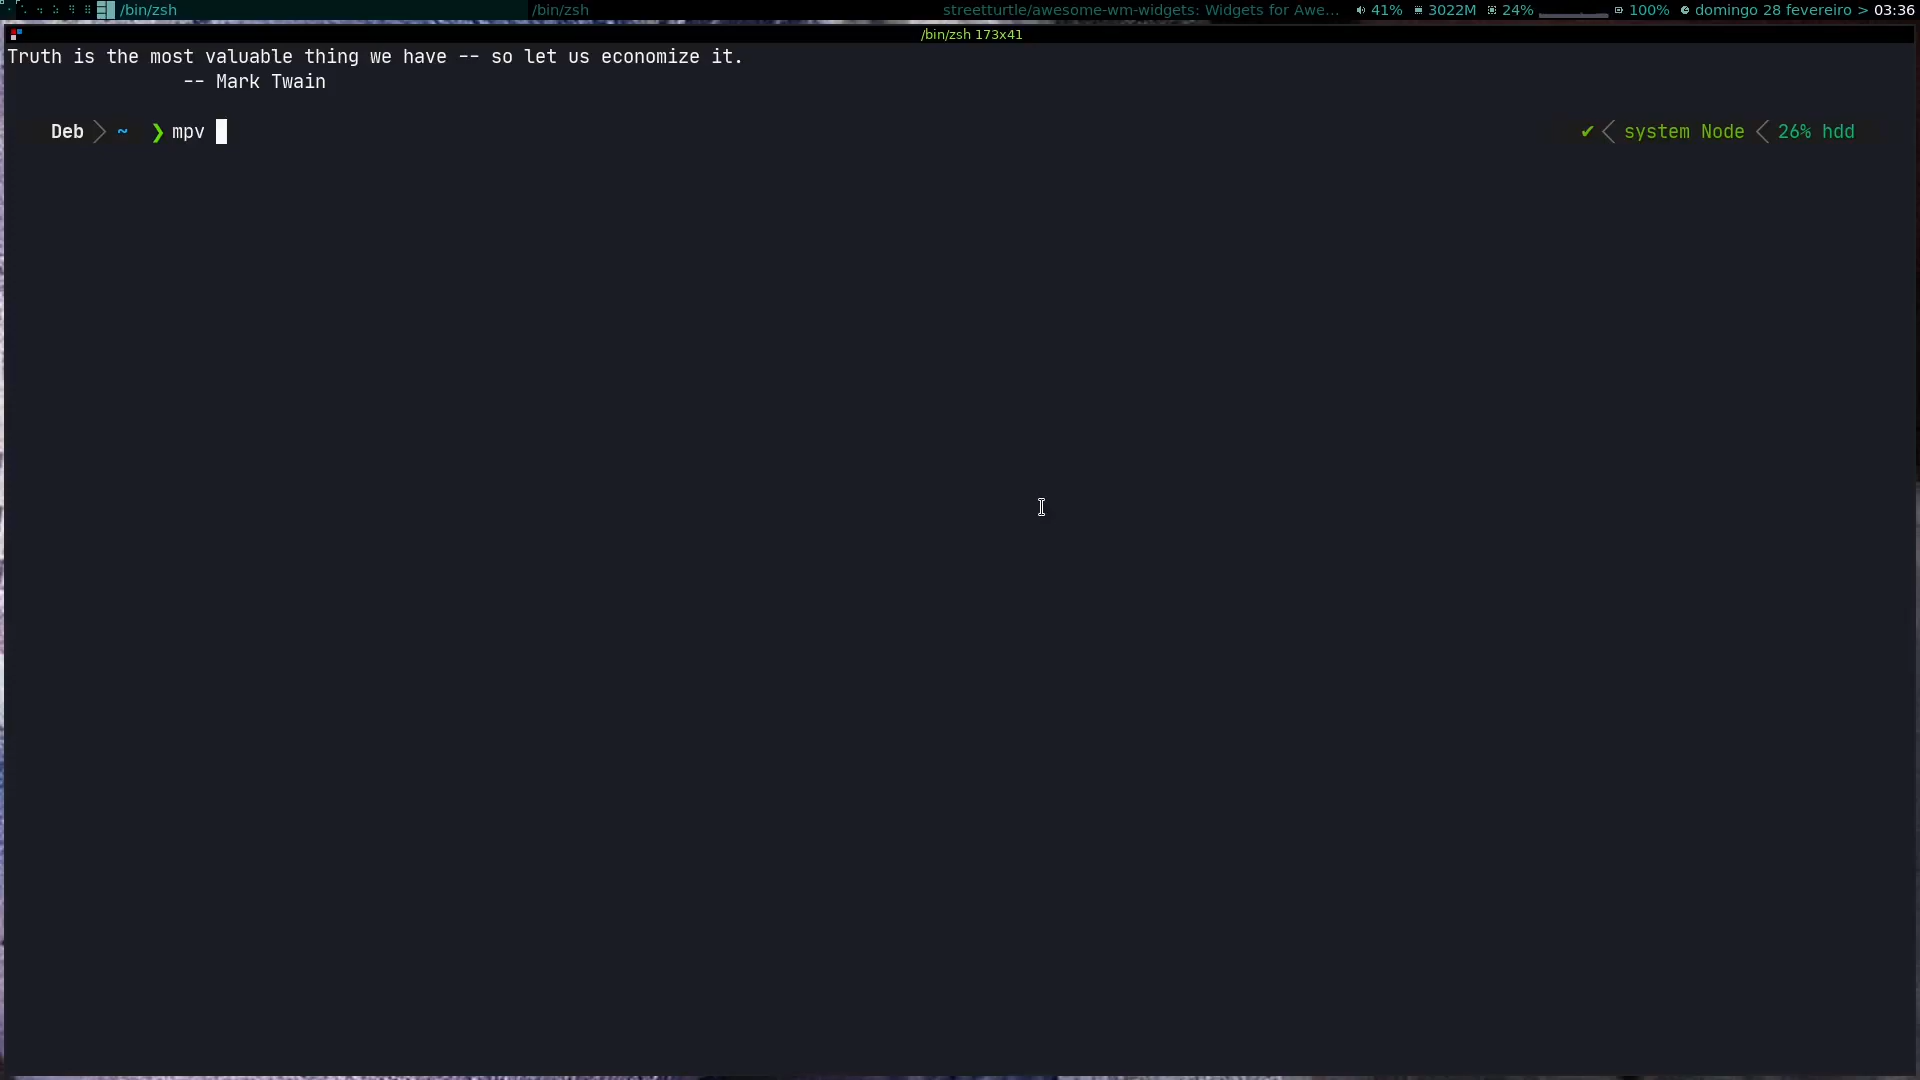 /bin/zsh /bin/zsh streetturtle/awesome-wm-widgets: Widgets for Awe... 41% 3022M 24% 100% domingo 28 fevereiro > 03:36
/bin/zsh 173x41
Truth is the most valuable thing we have -- so let us economize it.
-- Mark Twain
Deb ~ ❯ mpv ✔ system Node 26% hdd